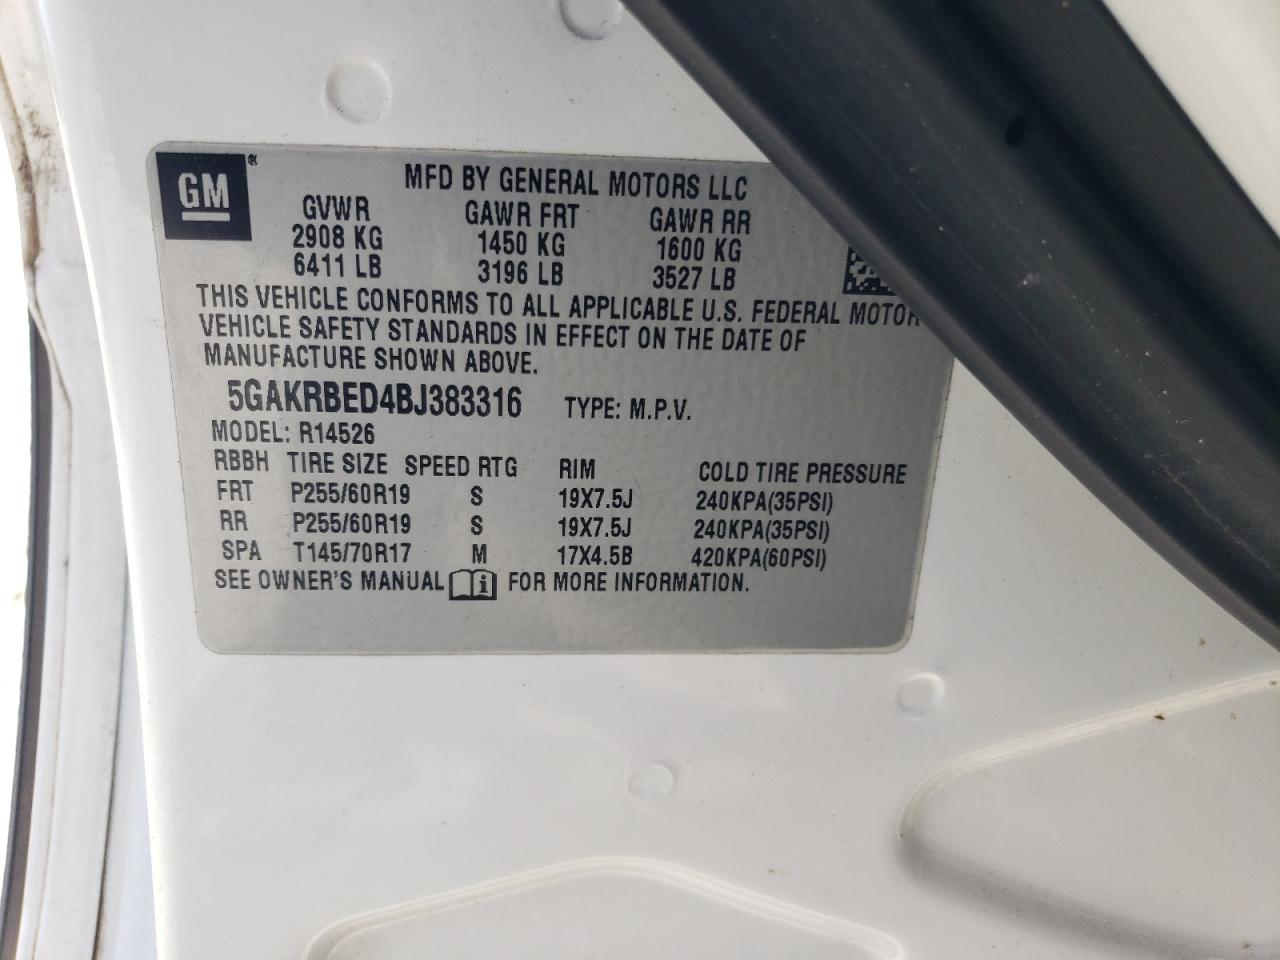 GM®
MFD BY GENERAL MOTORS LLC
GVWR GAWR FRT GAWR RR
2908 KG 1450 KG 1600 KG
6411 LB 3196 LB 3527 LB
THIS VEHICLE CONFORMS TO ALL APPLICABLE U.S. FEDERAL MOTOR
VEHICLE SAFETY STANDARDS IN EFFECT ON THE DATE OF
MANUFACTURE SHOWN ABOVE.
5GAKRBED4BJ383316 TYPE: M.P.V.
MODEL: R14526
RBBH TIRE SIZE SPEED RTG RIM COLD TIRE PRESSURE
FRT P255/60R19 S 19X7.5J 240KPA(35PSI)
RR P255/60R19 S 19X7.5J 240KPA(35PSI)
SPA T145/70R17 M 17X4.5B 420KPA(60PSI)
SEE OWNER'S MANUAL i FOR MORE INFORMATION.